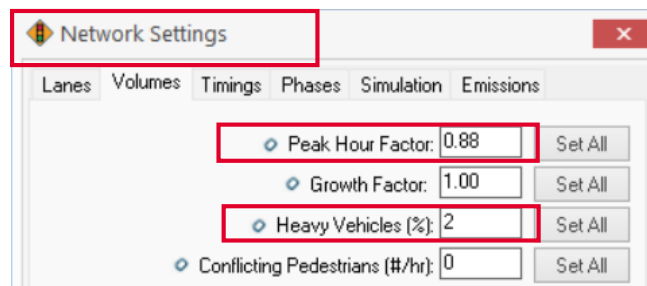 Network Settings
Lanes Volumes Timings Phases Simulation Emissions
Peak Hour Factor: 0.88 Set All
Growth Factor: 1.00 Set All
Heavy Vehicles (%): 2 Set All
Conflicting Pedestrians (#/hr): 0 Set All